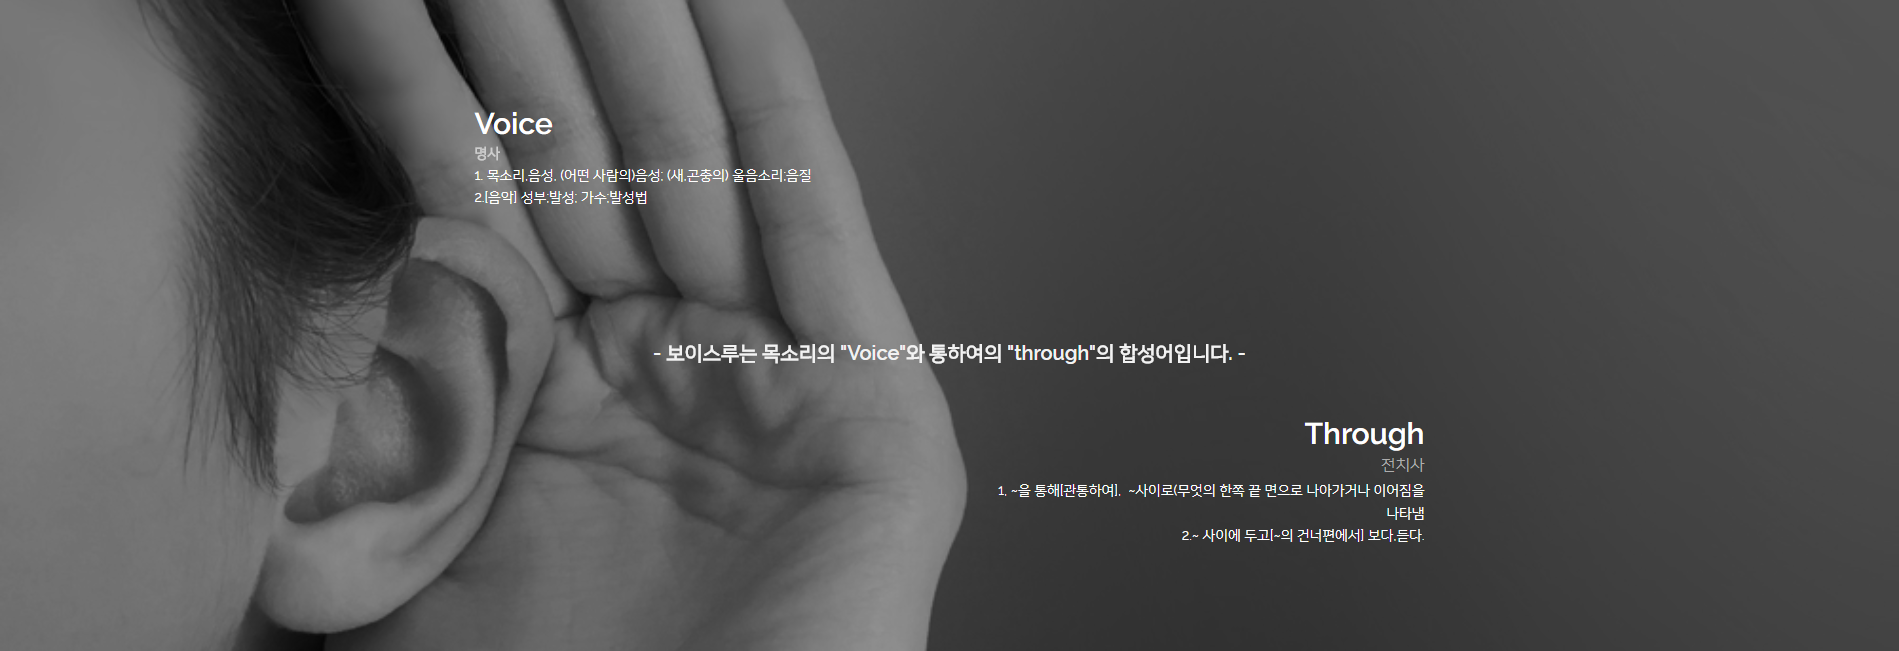 Voice
명사
1. 목소리,음성, (어떤 사람의)음성; (새,곤충의) 울음소리;음질
2.[음악] 성부;발성; 가수;발성법
- 보이스루는 목소리의 "Voice"와 통하여의 "through"의 합성어입니다. -
Through
전치사
1. ~을 통해[관통하여],  ~사이로(무엇의 한쪽 끝 면으로 나아가거나 이어짐을
나타냄
2.~ 사이에 두고[~의 건너편에서] 보다,듣다.